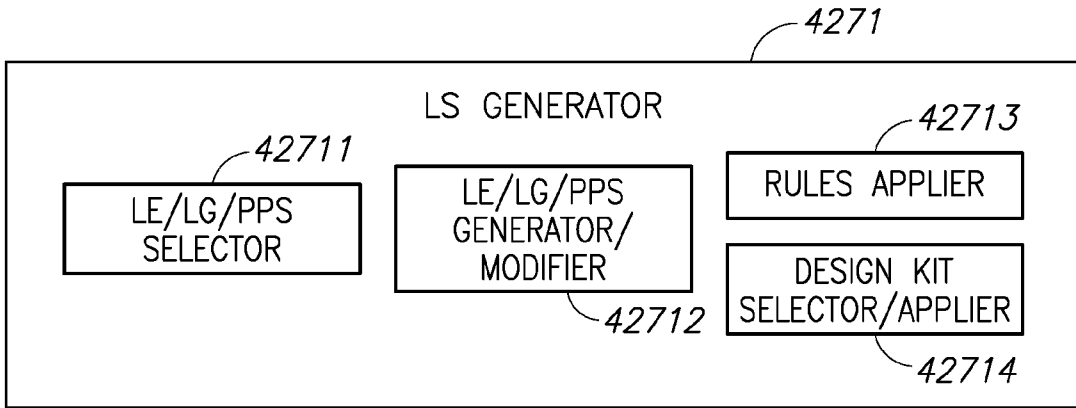 4271
LS GENERATOR
42711
LE/LG/PPS
SELECTOR
LE/LG/PPS
GENERATOR/
MODIFIER
42712
42713
RULES APPLIER
DESIGN KIT
SELECTOR/APPLIER
42714